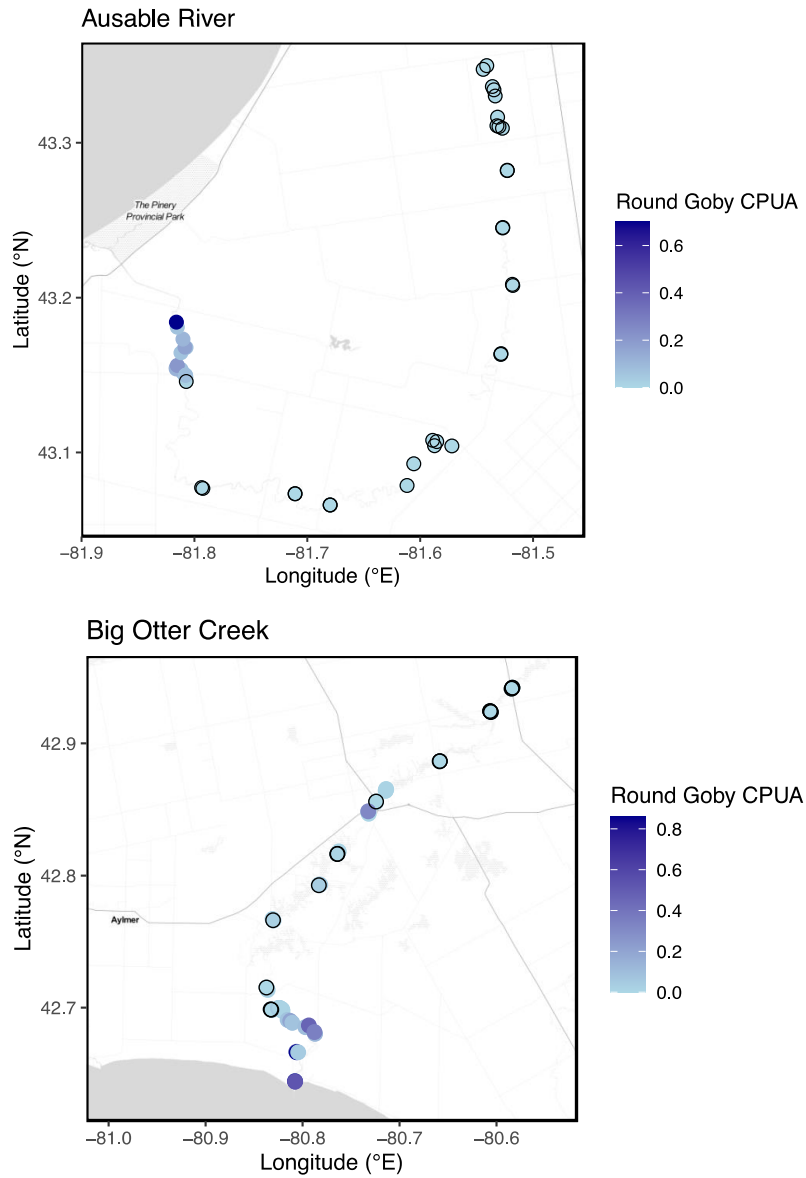 Ausable River
43.3
43.2
43.1
Latitude (°N)
The Pinery
Provincial Park
−81.9 −81.8 −81.7 −81.6 −81.5
Longitude (°E)
Round Goby CPUA
0.6
0.4
0.2
0.0
Big Otter Creek
42.9
42.8
42.7
Latitude (°N)
Aylmer
−81.0 −80.9 −80.8 −80.7 −80.6
Longitude (°E)
Round Goby CPUA
0.8
0.6
0.4
0.2
0.0